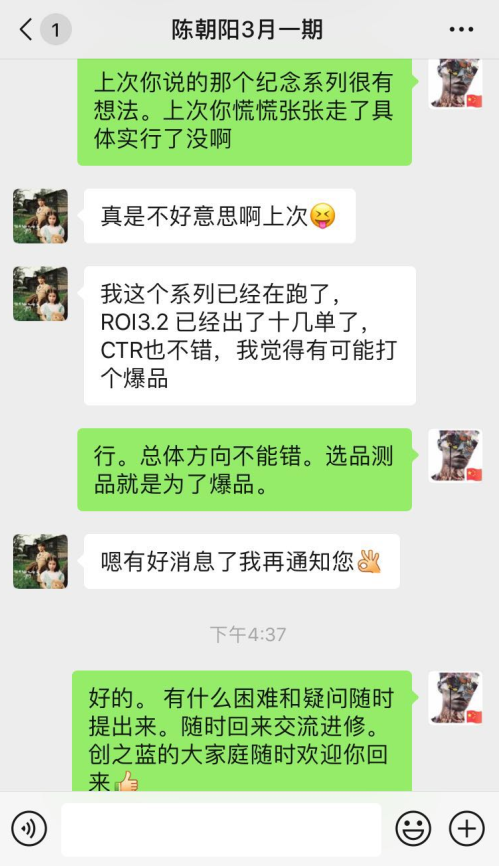 1
陈朝阳3月一期
上次你说的那个纪念系列很有
想法。上次你慌慌张张走了具
体实行了没啊
真是不好意思啊上次😝
我这个系列已经在跑了，
ROI3.2 已经出了十几单了，
CTR也不错，我觉得有可能打
个爆品
行。总体方向不能错。选品测
品就是为了爆品。
嗯有好消息了我再通知您👌
下午4:37
好的。 有什么困难和疑问随时
提出来。随时回来交流进修。
创之蓝的大家庭随时欢迎你回
来👍